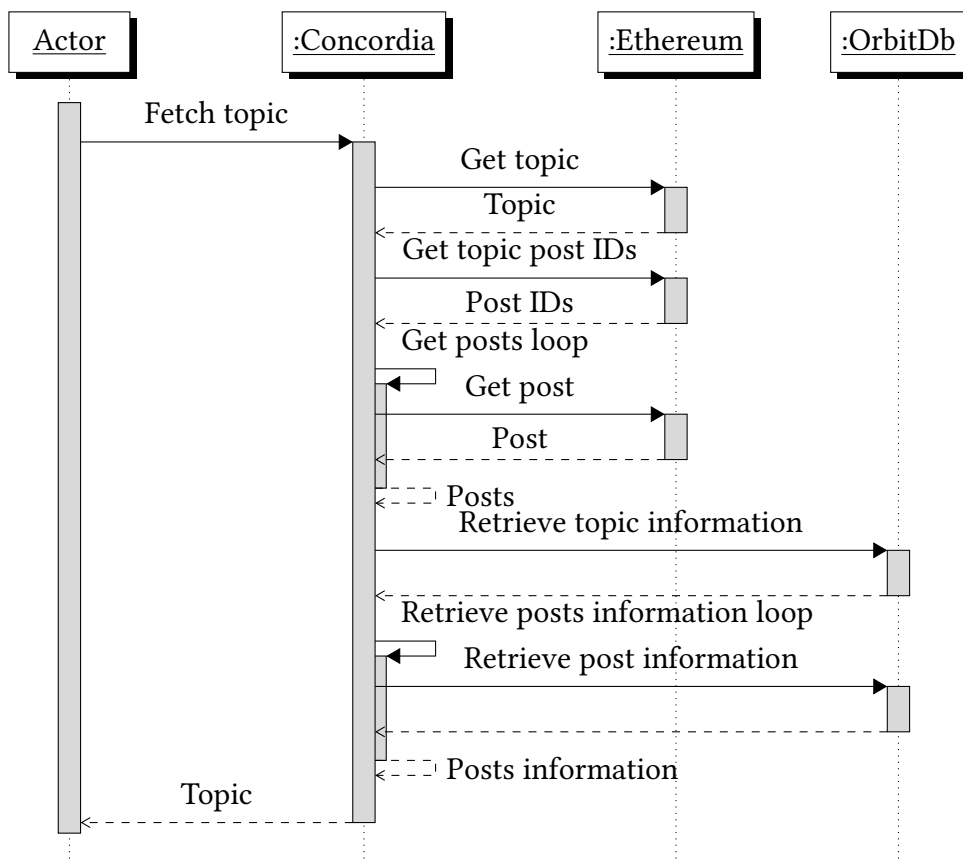 Actor
:Concordia
:Ethereum
:OrbitDb
Fetch topic
Get topic
Topic
Get topic post IDs
Post IDs
Get posts loop
Get post
Post
Posts
Retrieve topic information
Retrieve posts information loop
Retrieve post information
Posts information
Topic